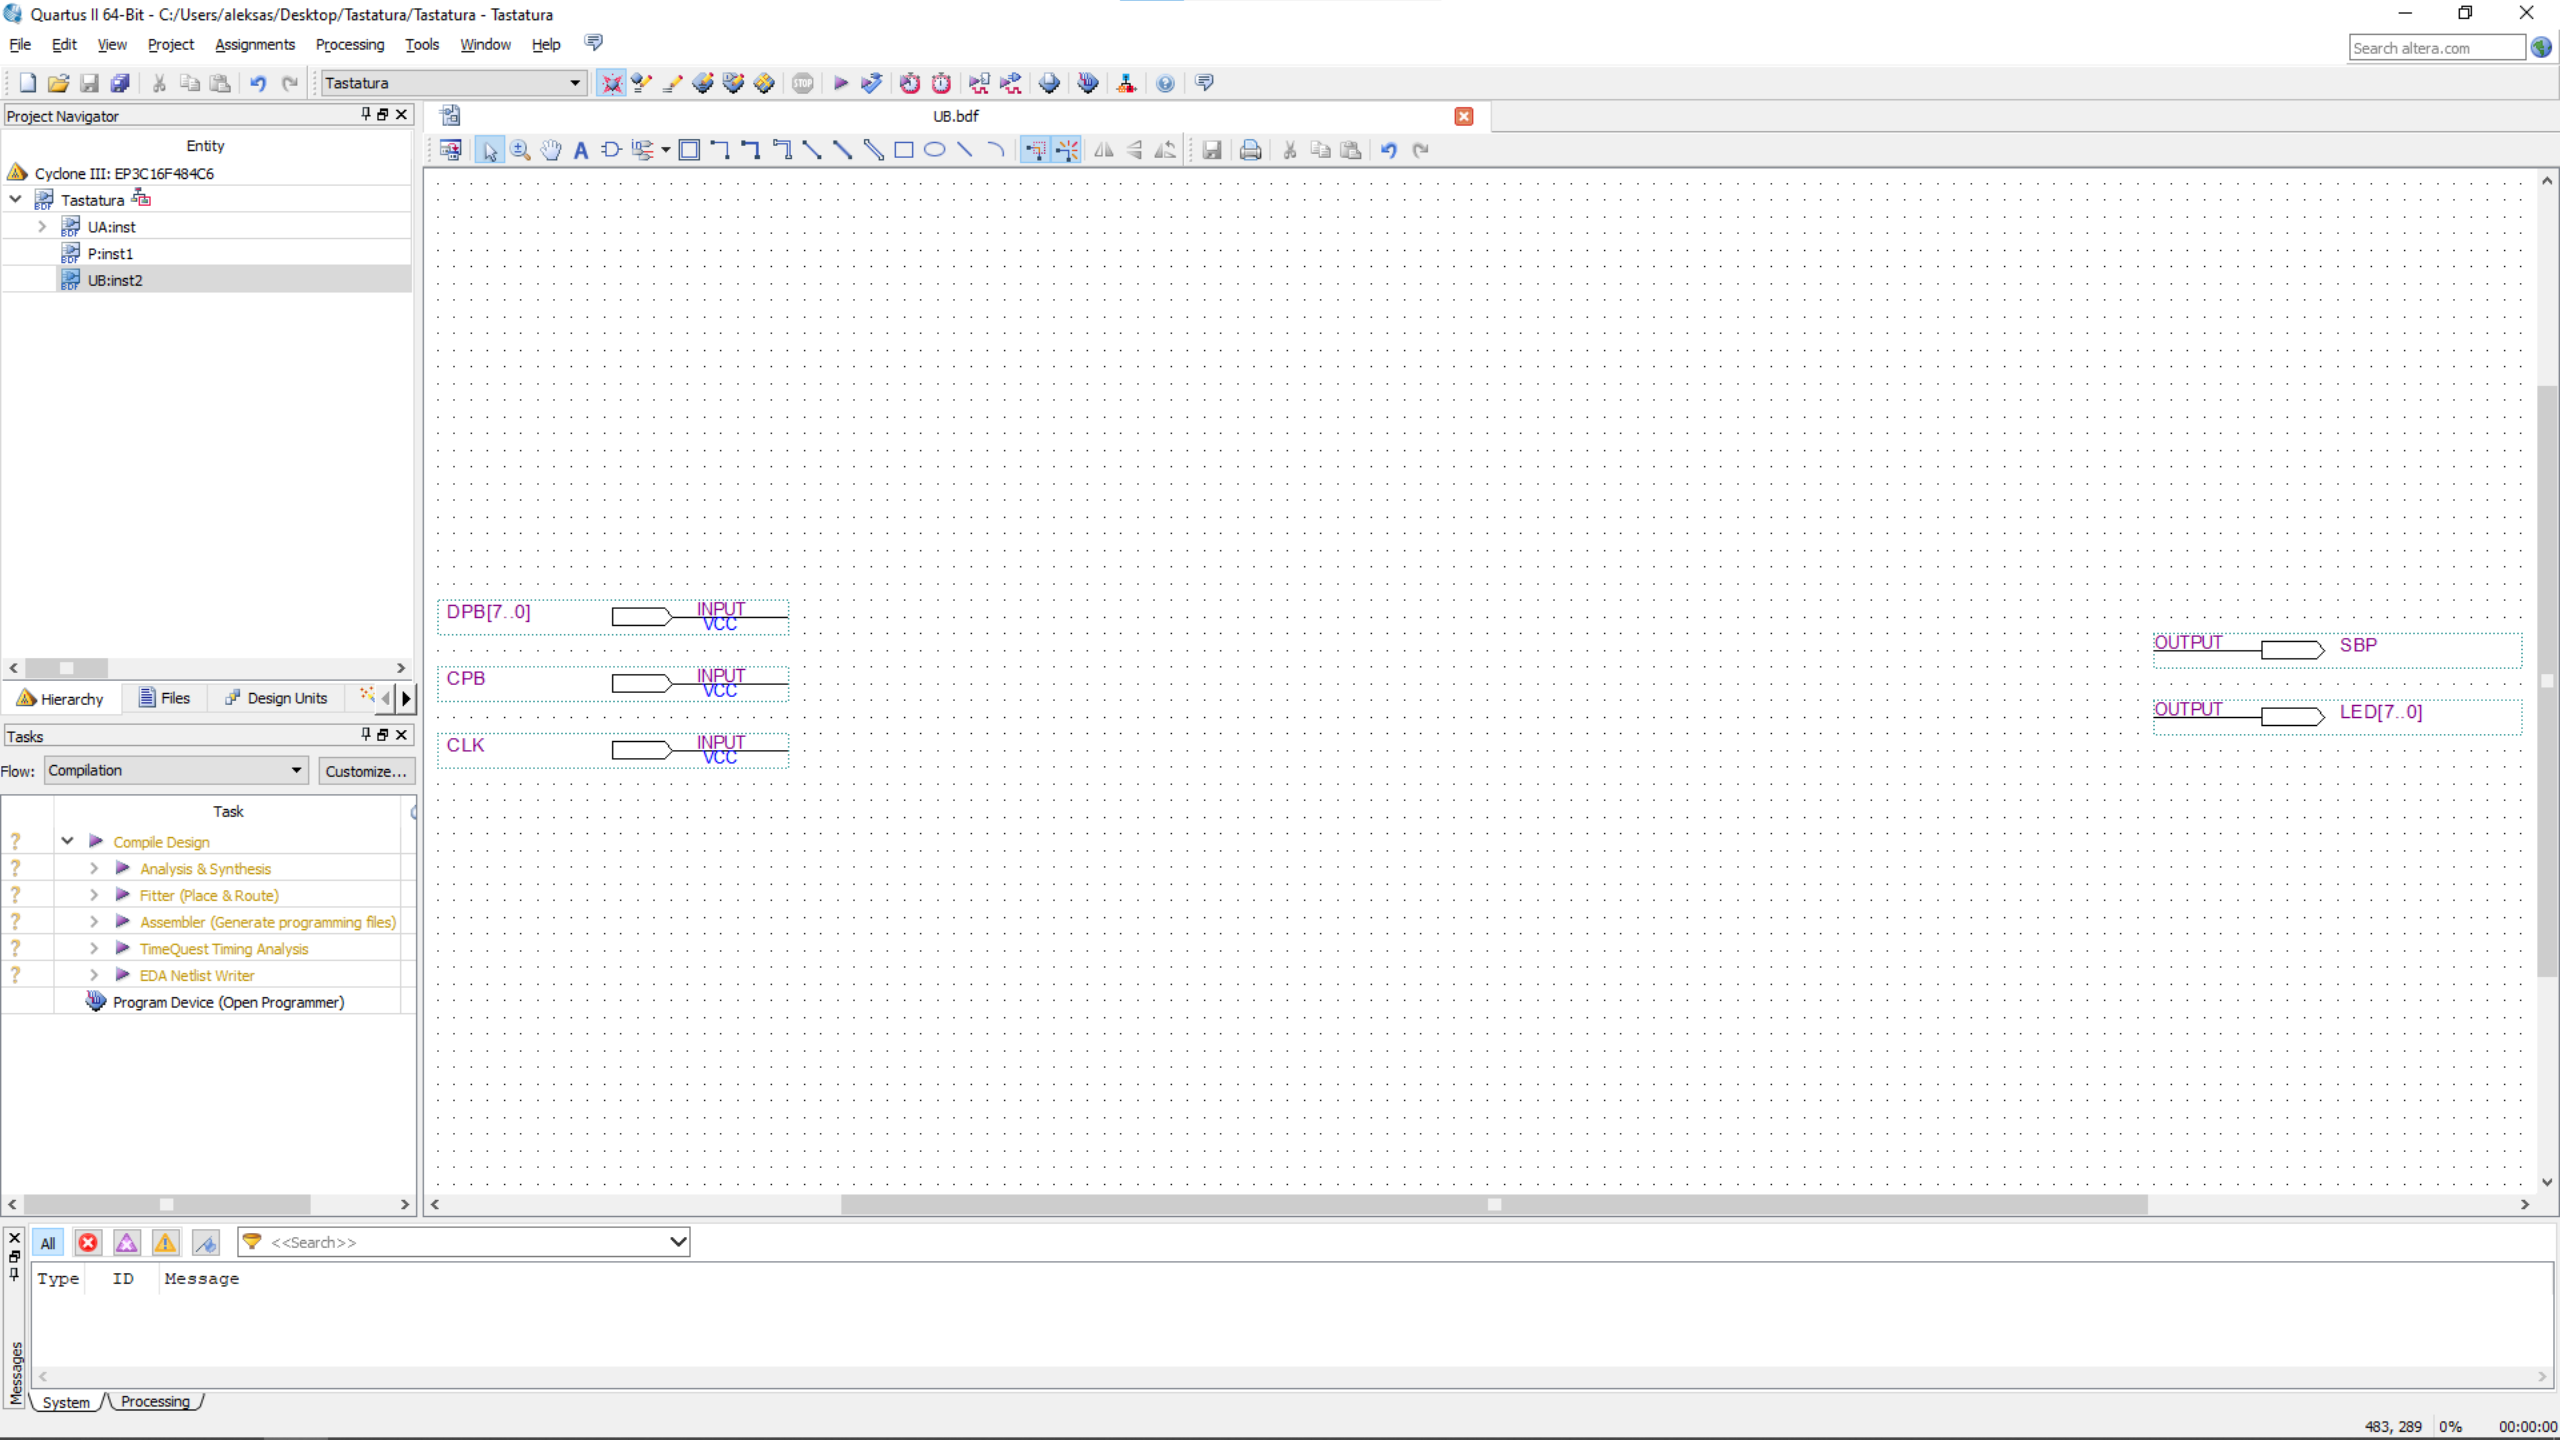 Quartus II 64-Bit - C:/Users/aleksas/Desktop/Tastatura/Tastatura - Tastatura
File Edit View Project Assignments Processing Tools Window Help
Search altera.com
Tastatura
STOP
Project Navigator
UB.bdf
Entity
Cyclone III: EP3C16F484C6
Tastatura
UA:inst
P:inst1
UB:inst2
DPB[7..0] INPUT VCC
OUTPUT SBP
CPB INPUT VCC
OUTPUT LED[7..0]
CLK INPUT VCC
Hierarchy Files Design Units
Tasks
Flow: Compilation Customize...
Task
Compile Design
Analysis & Synthesis
Fitter (Place & Route)
Assembler (Generate programming files)
TimeQuest Timing Analysis
EDA Netlist Writer
Program Device (Open Programmer)
All <<Search>>
Type ID Message
Messages
System Processing
483, 289 0% 00:00:00